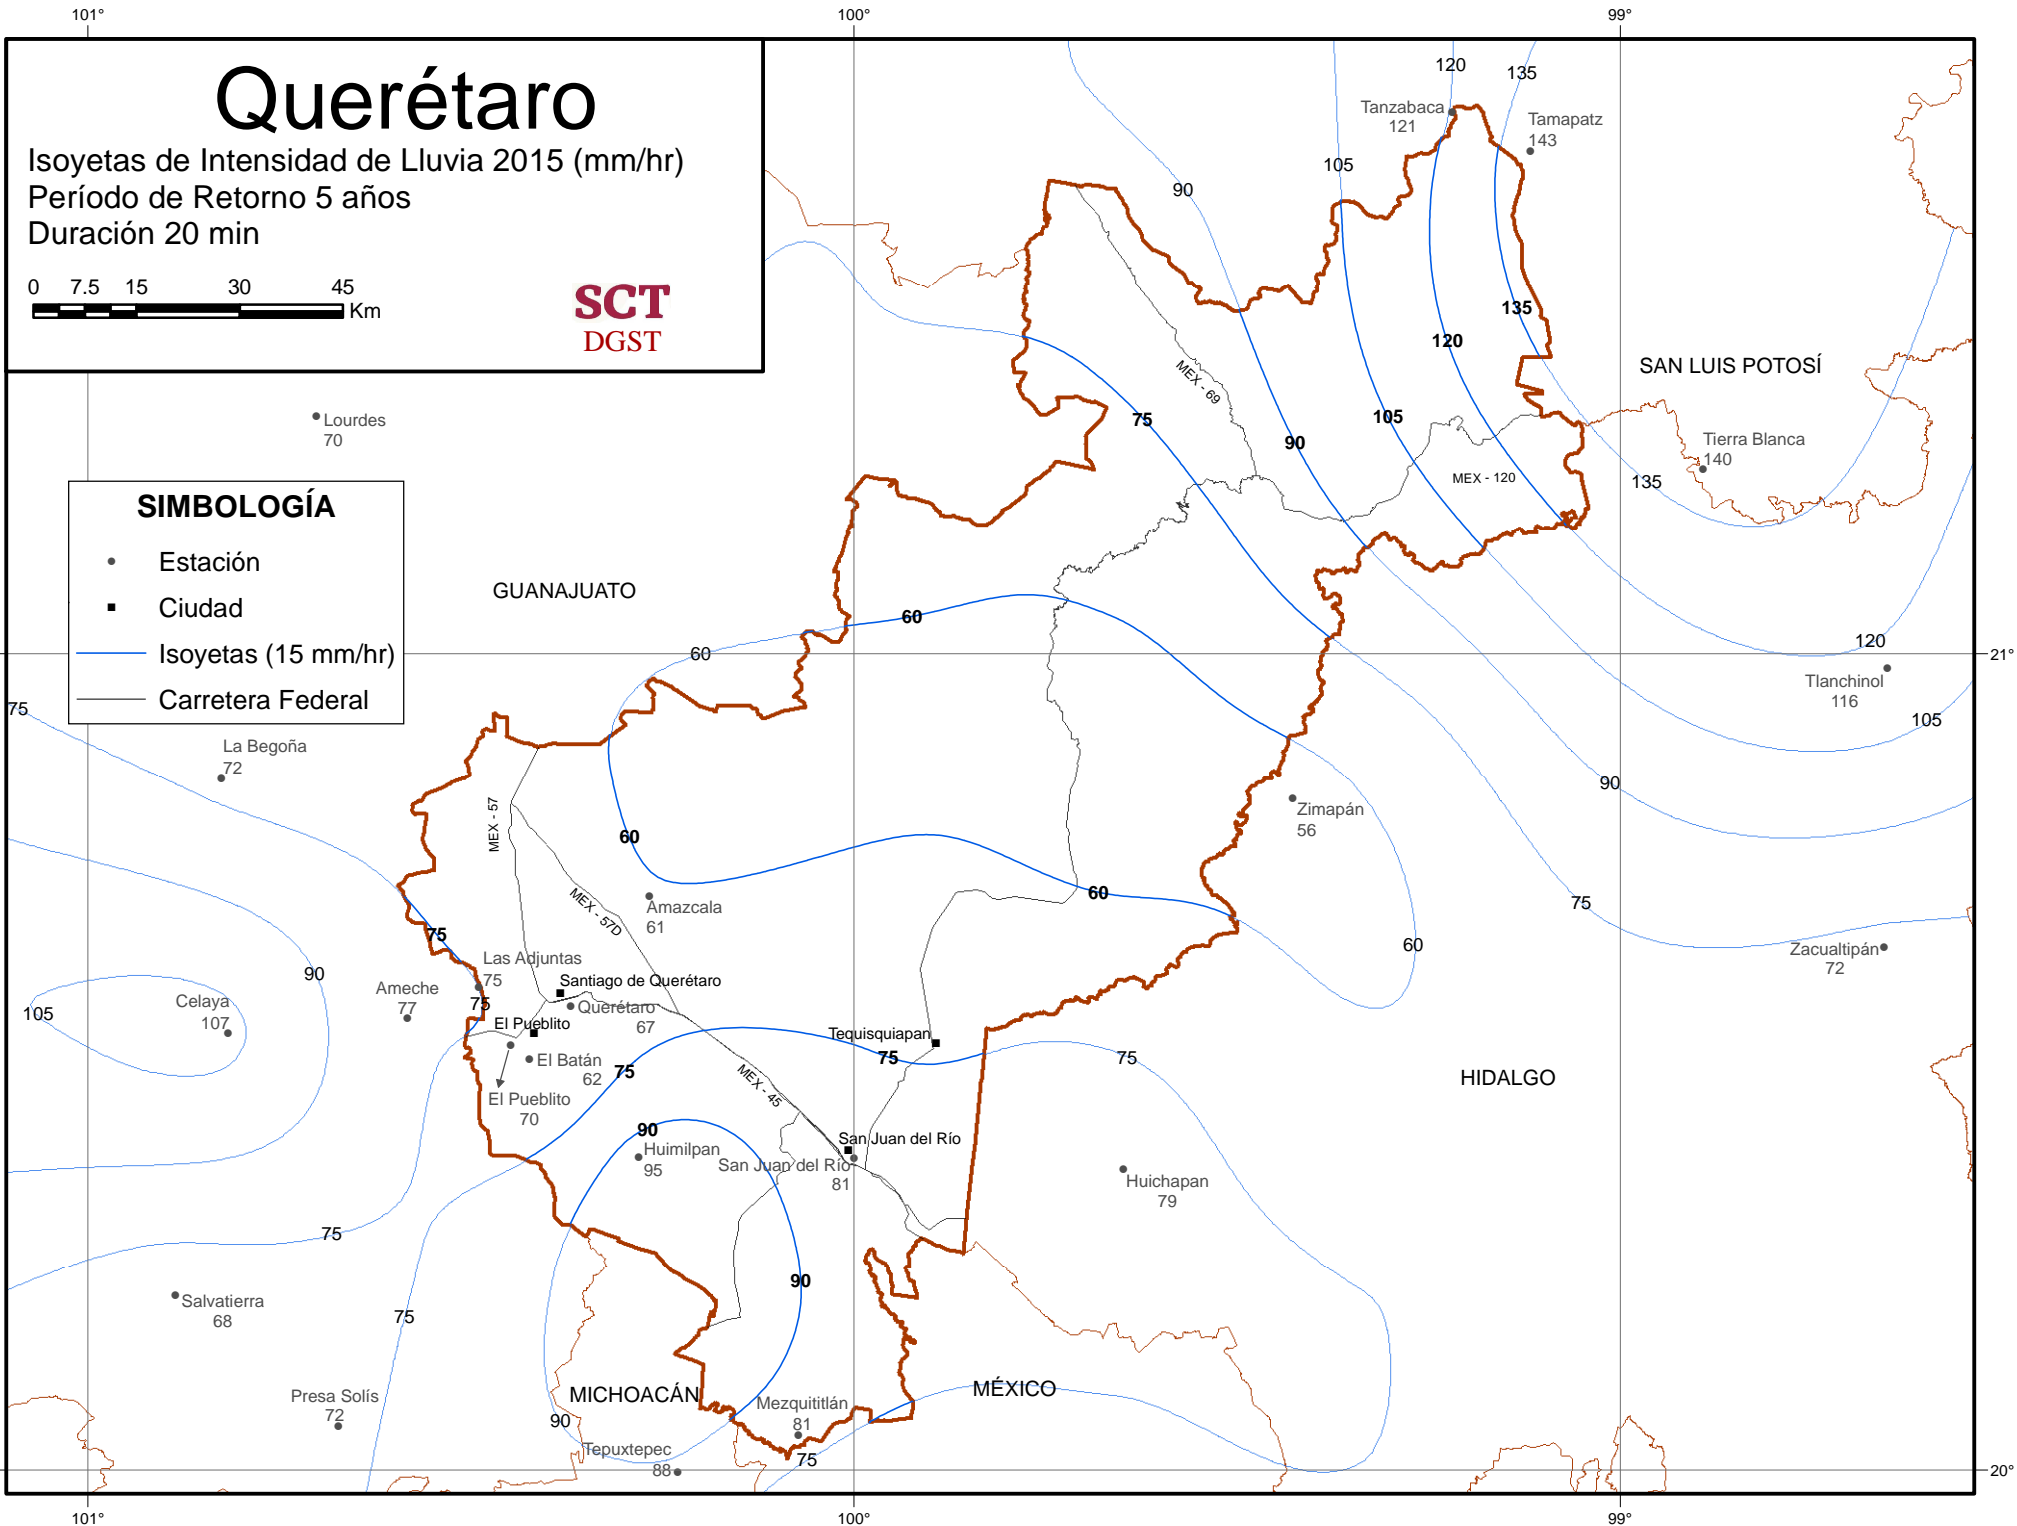 101°
100°
99°
Querétaro
Isoyetas de Intensidad de Lluvia 2015 (mm/hr)
Período de Retorno 5 años
Duración 20 min
0 7.5 15 30 45
Km
SCT
DGST
120
135
Tanzabaca
121
Tamapatz
143
105
90
135
120
SAN LUIS POTOSÍ
MEX - 69
75
105
90
Lourdes
70
Tierra Blanca
140
MEX - 120
135
SIMBOLOGÍA
Estación
Ciudad
Isoyetas (15 mm/hr)
Carretera Federal
GUANAJUATO
60
60
120
21°
Tlanchinol
116
75
105
La Begoña
72
90
MEX - 57
60
Zimapán
56
MEX - 57D
Amazcala
61
60
75
75
60
Zacualtipán
72
Las Adjuntas
75
90
Ameche
77
Santiago de Querétaro
75
Querétaro
67
Celaya
107
105
El Pueblito
El Batán
62
75
El Pueblito
70
Tequisquiapan
75
75
MEX - 45
HIDALGO
90
Huimilpan
95
San Juan del Río
San Juan del Río
81
Huichapan
79
75
90
Salvatierra
68
75
Presa Solís
72
MICHOACÁN
MÉXICO
Mezquititlán
81
90
75
Tepuxtepec
88
20°
101°
100°
99°